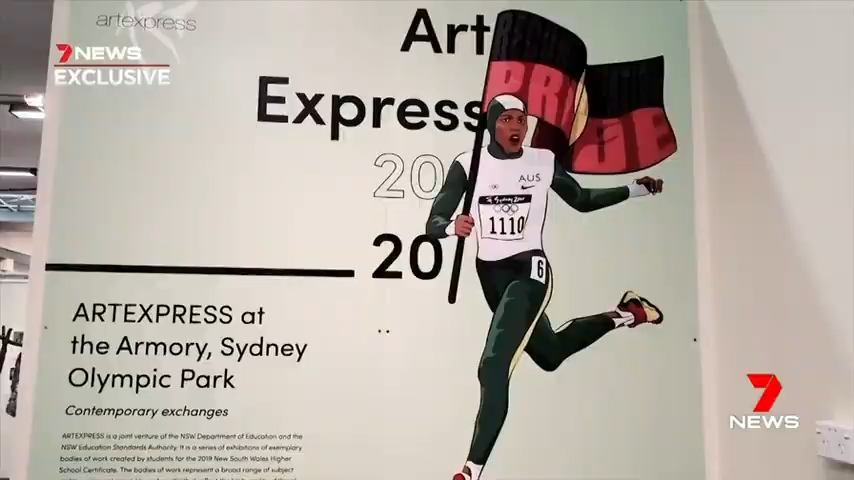 artexpress
7NEWS
EXCLUSIVE
Art
Express
20
20
AUS
Sydney 2000
1110
6
PRIDE
ARTEXPRESS at
the Armory, Sydney
Olympic Park
Contemporary exchanges
ARTEXPRESS is a joint venture of the NSW Department of Education and the
NSW Education Standards Authority. It is a series of exhibitions of exemplary
bodies of work created by students for the 2019 New South Wales Higher
School Certificate. The bodies of work represent a broad range of subject
7
NEWS